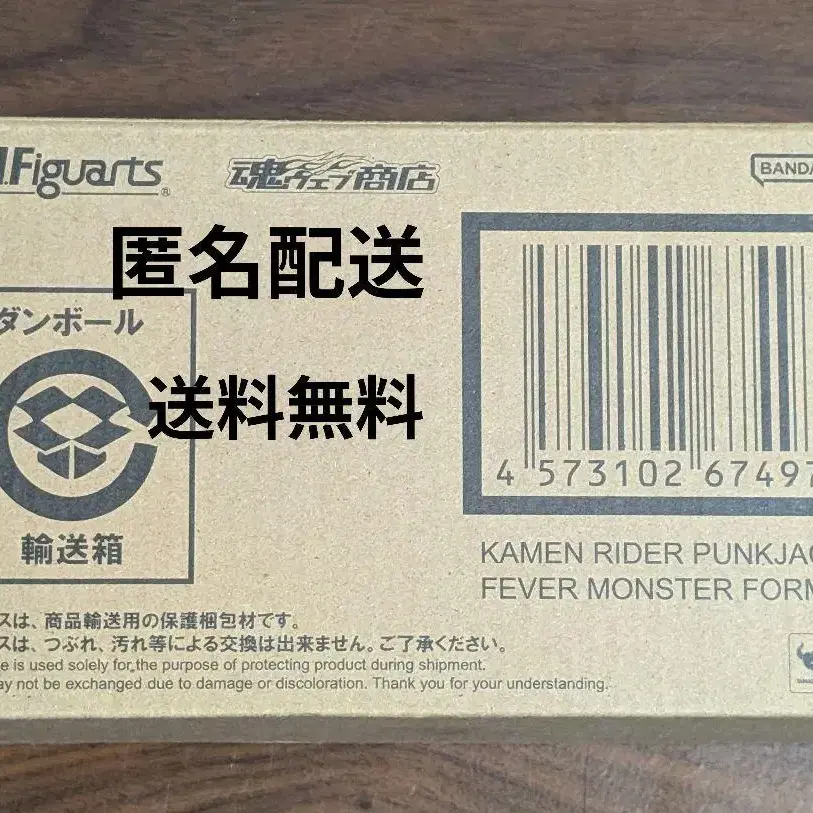 .Figuarts®
魂ウェブ商店
BANDA
匿名配送
ダンボール
送料無料
輸送箱
4 573102 67497
KAMEN RIDER PUNKJAC
FEVER MONSTER FORM
スは、商品輸送用の保護梱包材です。
スは、つぶれ、汚れ等による交換は出来ません。ご了承ください。
e is used solely for the purpose of protecting product during shipment.
ay not be exchanged due to damage or discoloration. Thank you for your understanding.